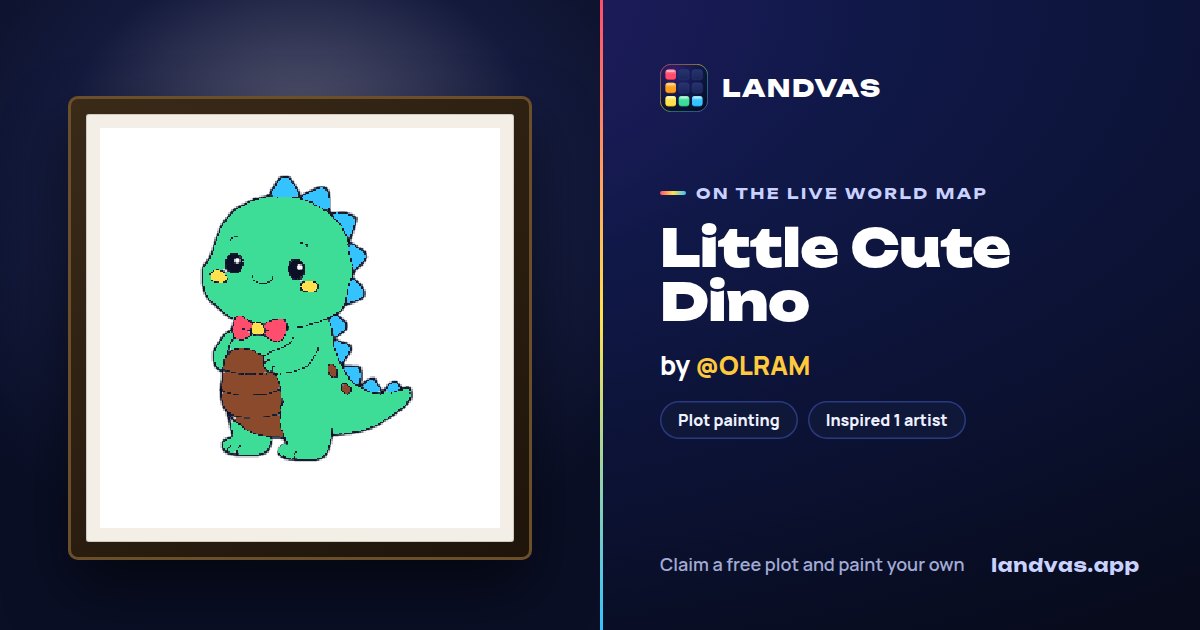 LANDVAS
ON THE LIVE WORLD MAP
Little Cute
Dino
by @OLRAM
Plot painting
Inspired 1 artist
Claim a free plot and paint your own
landvas.app